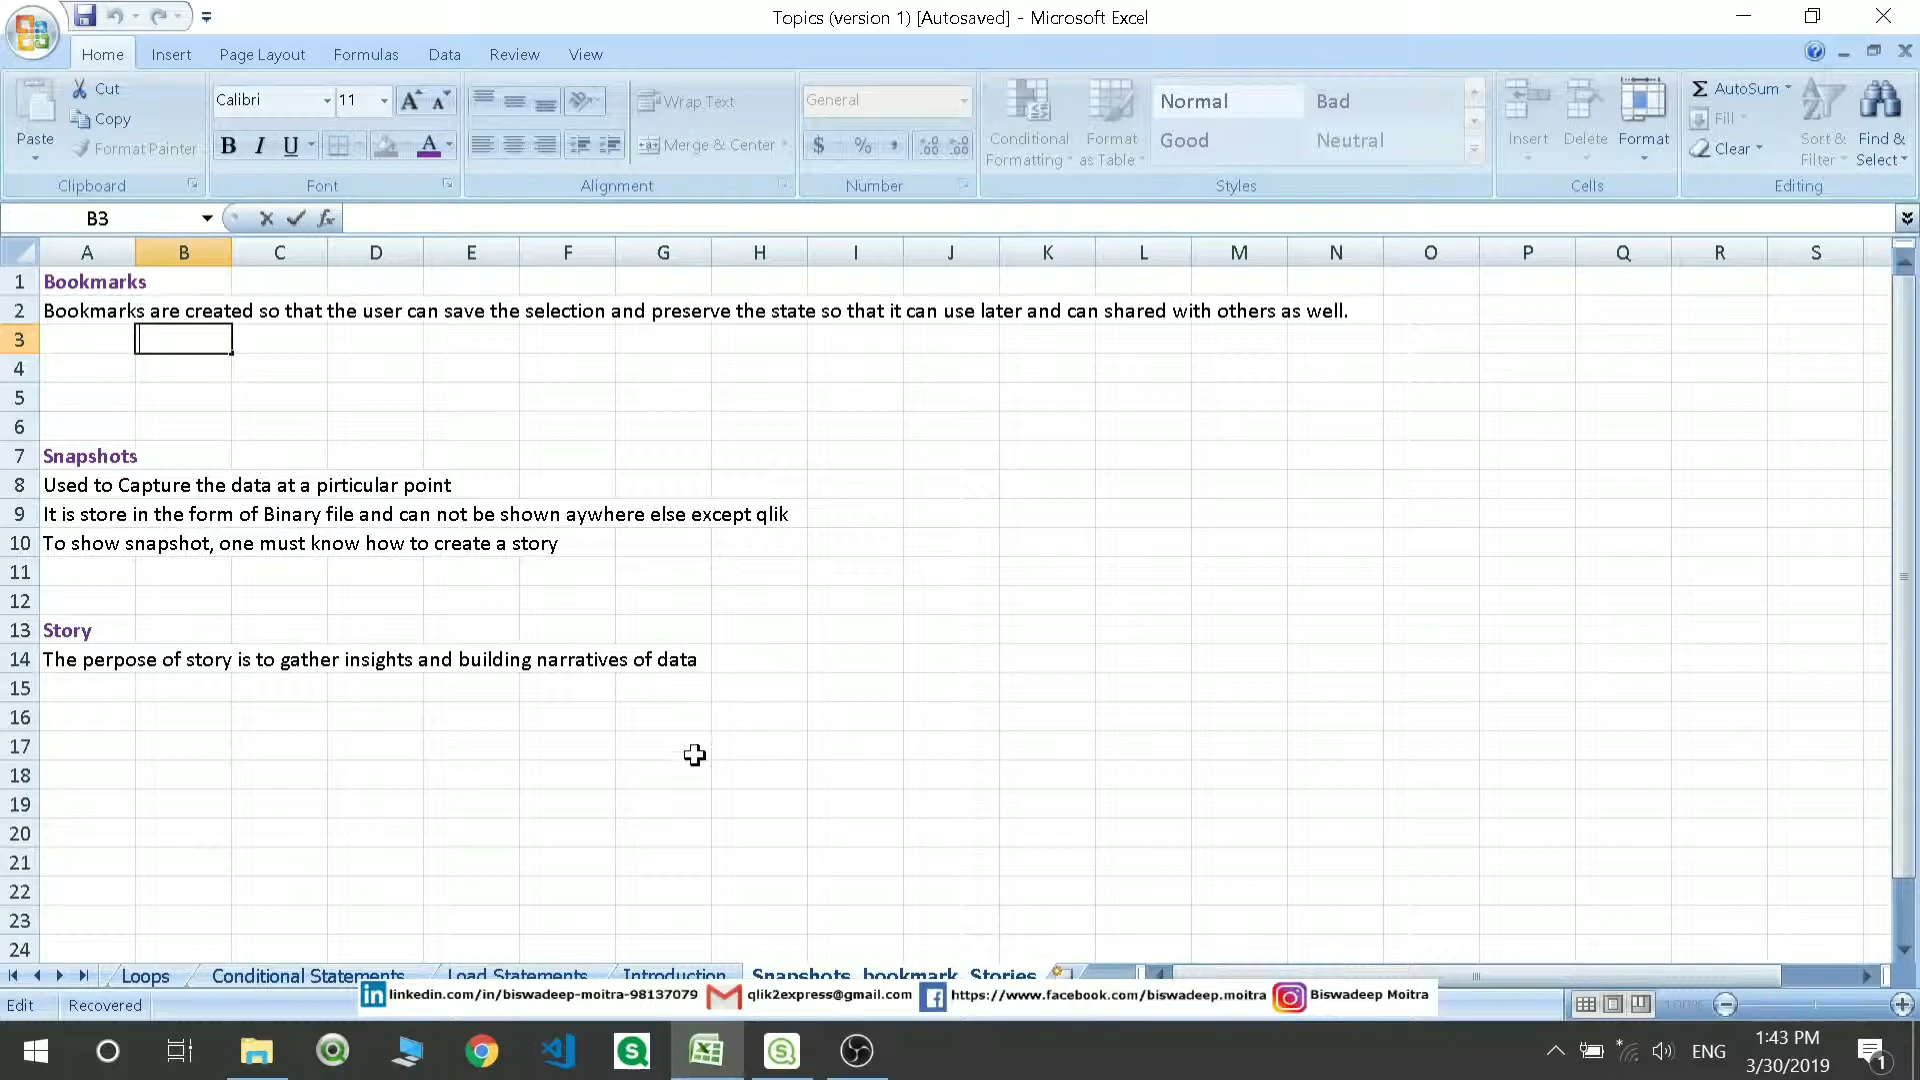 Topics (version 1) [Autosaved] - Microsoft Excel
Home Insert Page Layout Formulas Data Review View
Paste
Cut
Copy
Format Painter
Clipboard
Calibri 11
B I U
Font
Wrap Text
Merge & Center
Alignment
General
$ % ,
Number
Conditional Formatting
Format as Table
Normal Bad
Good Neutral
Styles
Insert Delete Format
Cells
AutoSum
Fill
Clear
Sort & Filter
Find & Select
Editing
B3
A B C D E F G H I J K L M N O P Q R S
1 Bookmarks
2 Bookmarks are created so that the user can save the selection and preserve the state so that it can use later and can shared with others as well.
3
4
5
6
7 Snapshots
8 Used to Capture the data at a pirticular point
9 It is store in the form of Binary file and can not be shown aywhere else except qlik
10 To show snapshot, one must know how to create a story
11
12
13 Story
14 The perpose of story is to gather insights and building narratives of data
15
16
17
18
19
20
21
22
23
24
Loops Conditional Statements Load Statements Introduction Snapshots, bookmark, Stories
linkedin.com/in/biswadeep-moitra-98137079 qlik2express@gmail.com https://www.facebook.com/biswadeep.moitra Biswadeep Moitra
Edit Recovered 100%
ENG
1:43 PM
3/30/2019
1